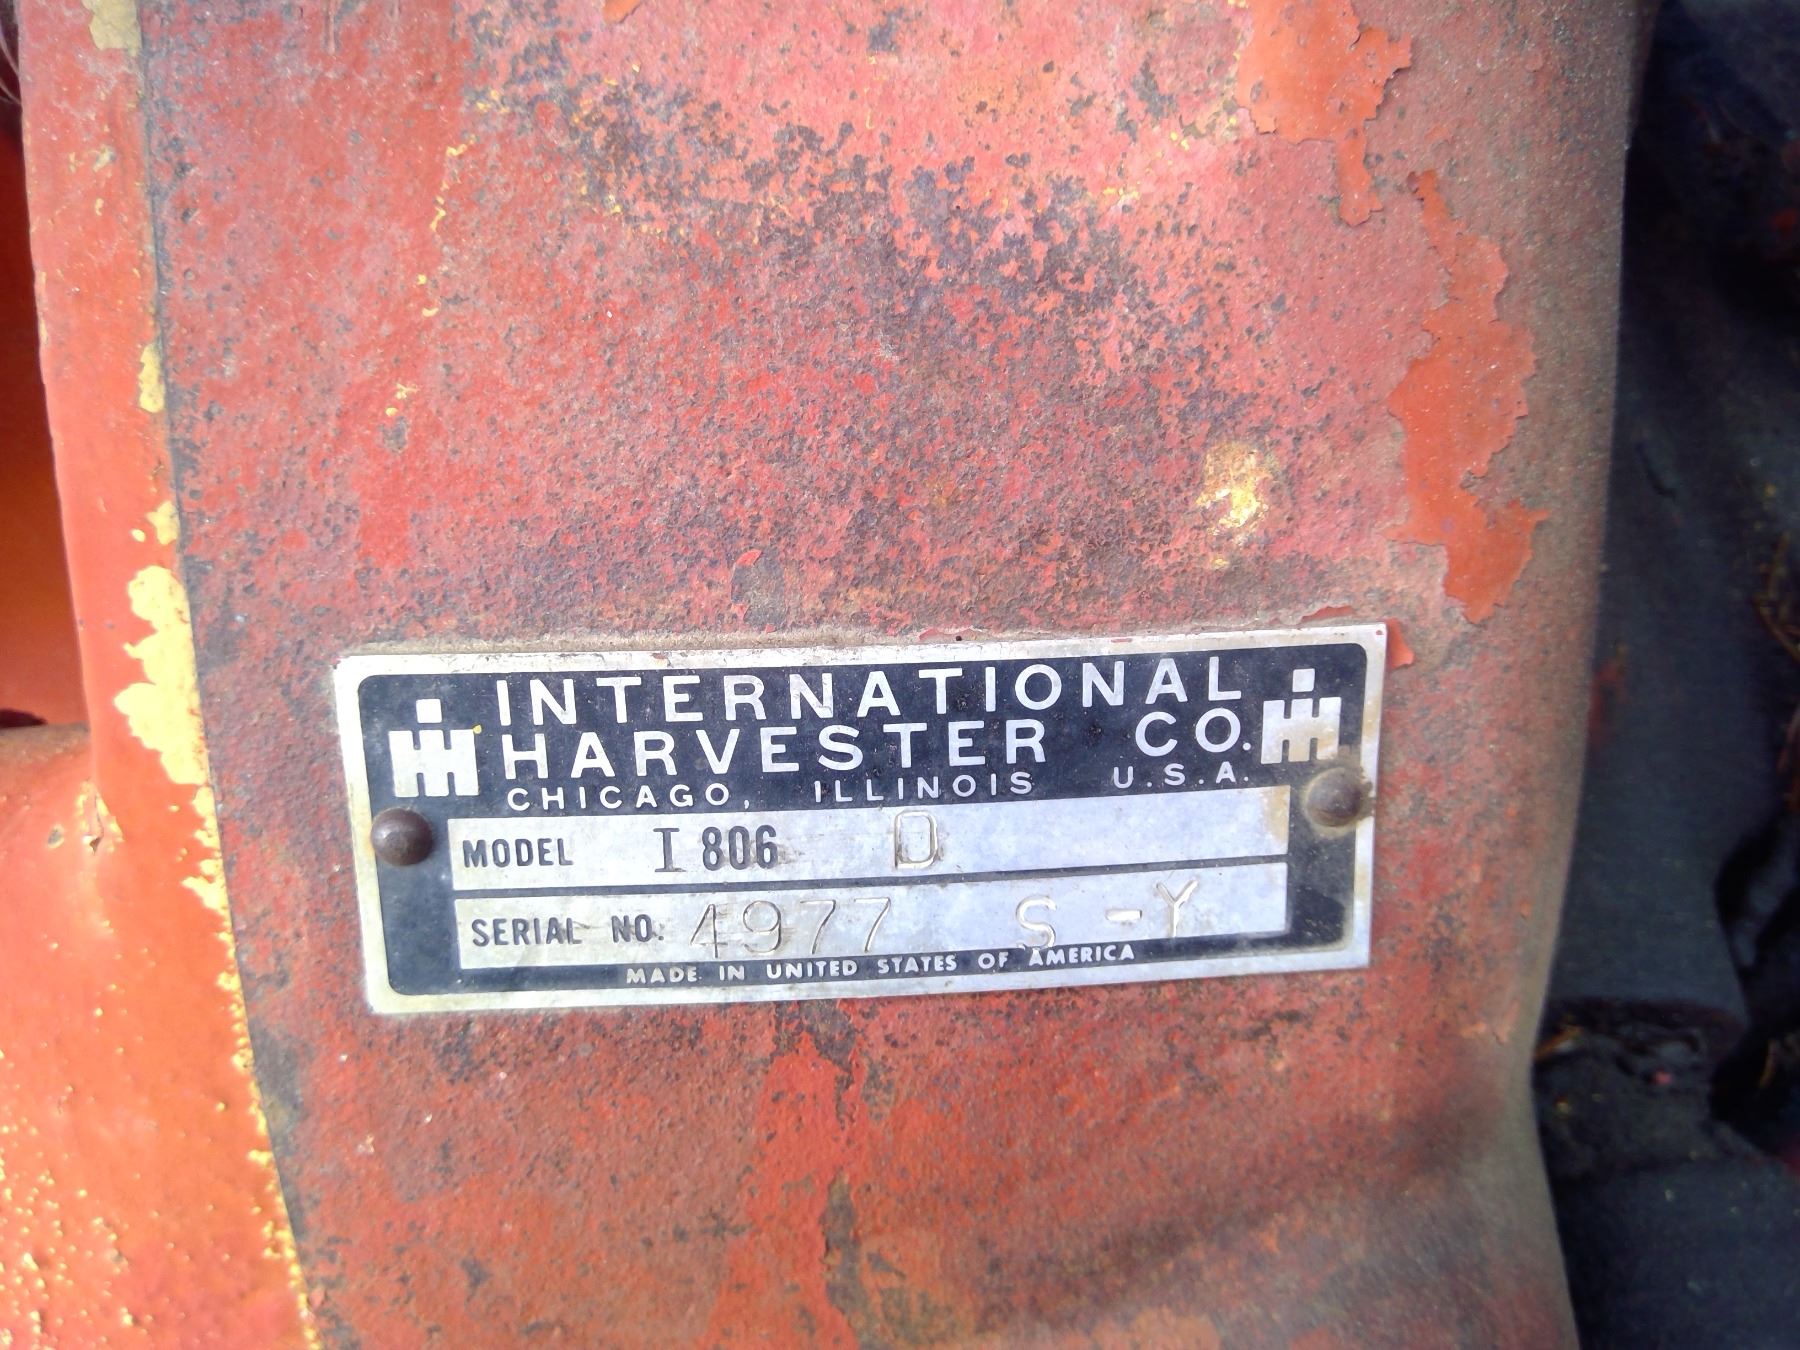 INTERNATIONAL
HARVESTER CO.
CHICAGO, ILLINOIS U.S.A.
MODEL I 806 D
SERIAL NO. 4977 S-Y
MADE IN UNITED STATES OF AMERICA